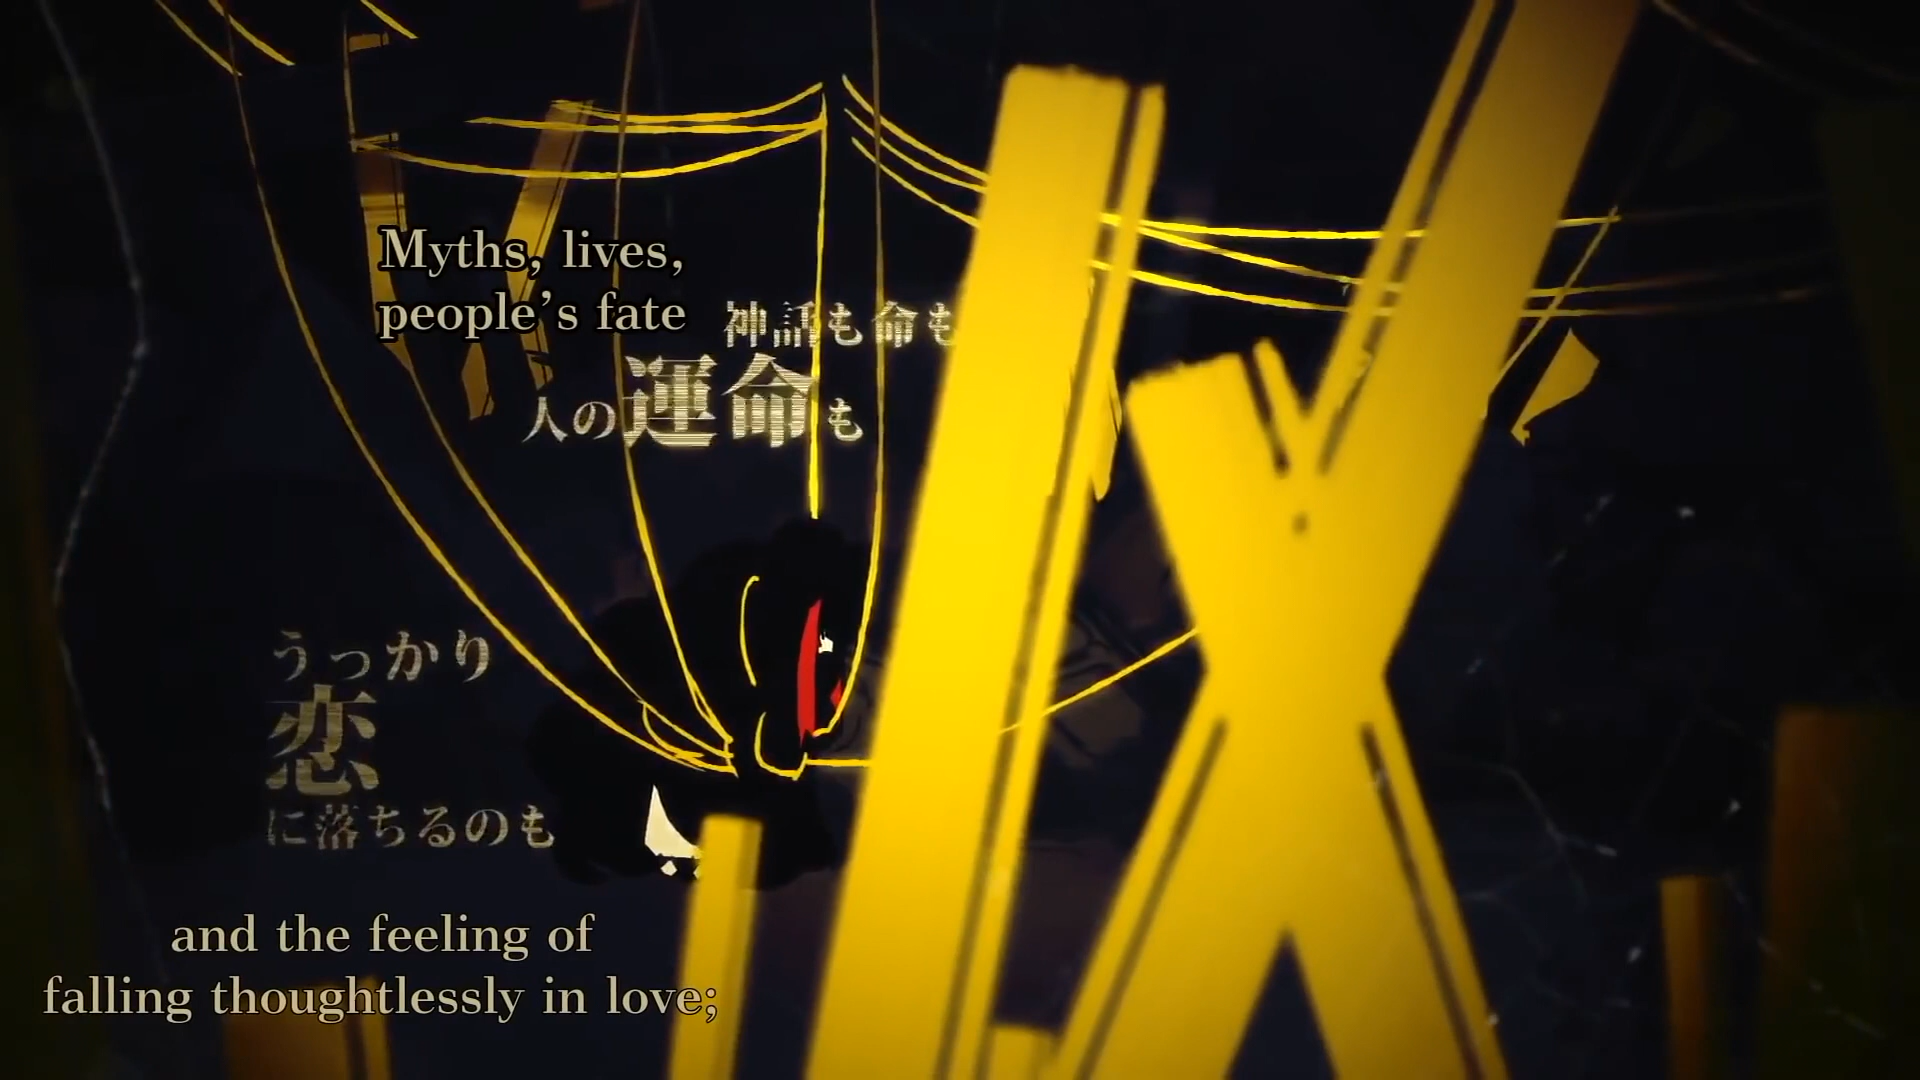 Myths, lives,
people's fate
神話も命も
人の運命も
うっかり
恋
に落ちるのも
and the feeling of
falling thoughtlessly in love;